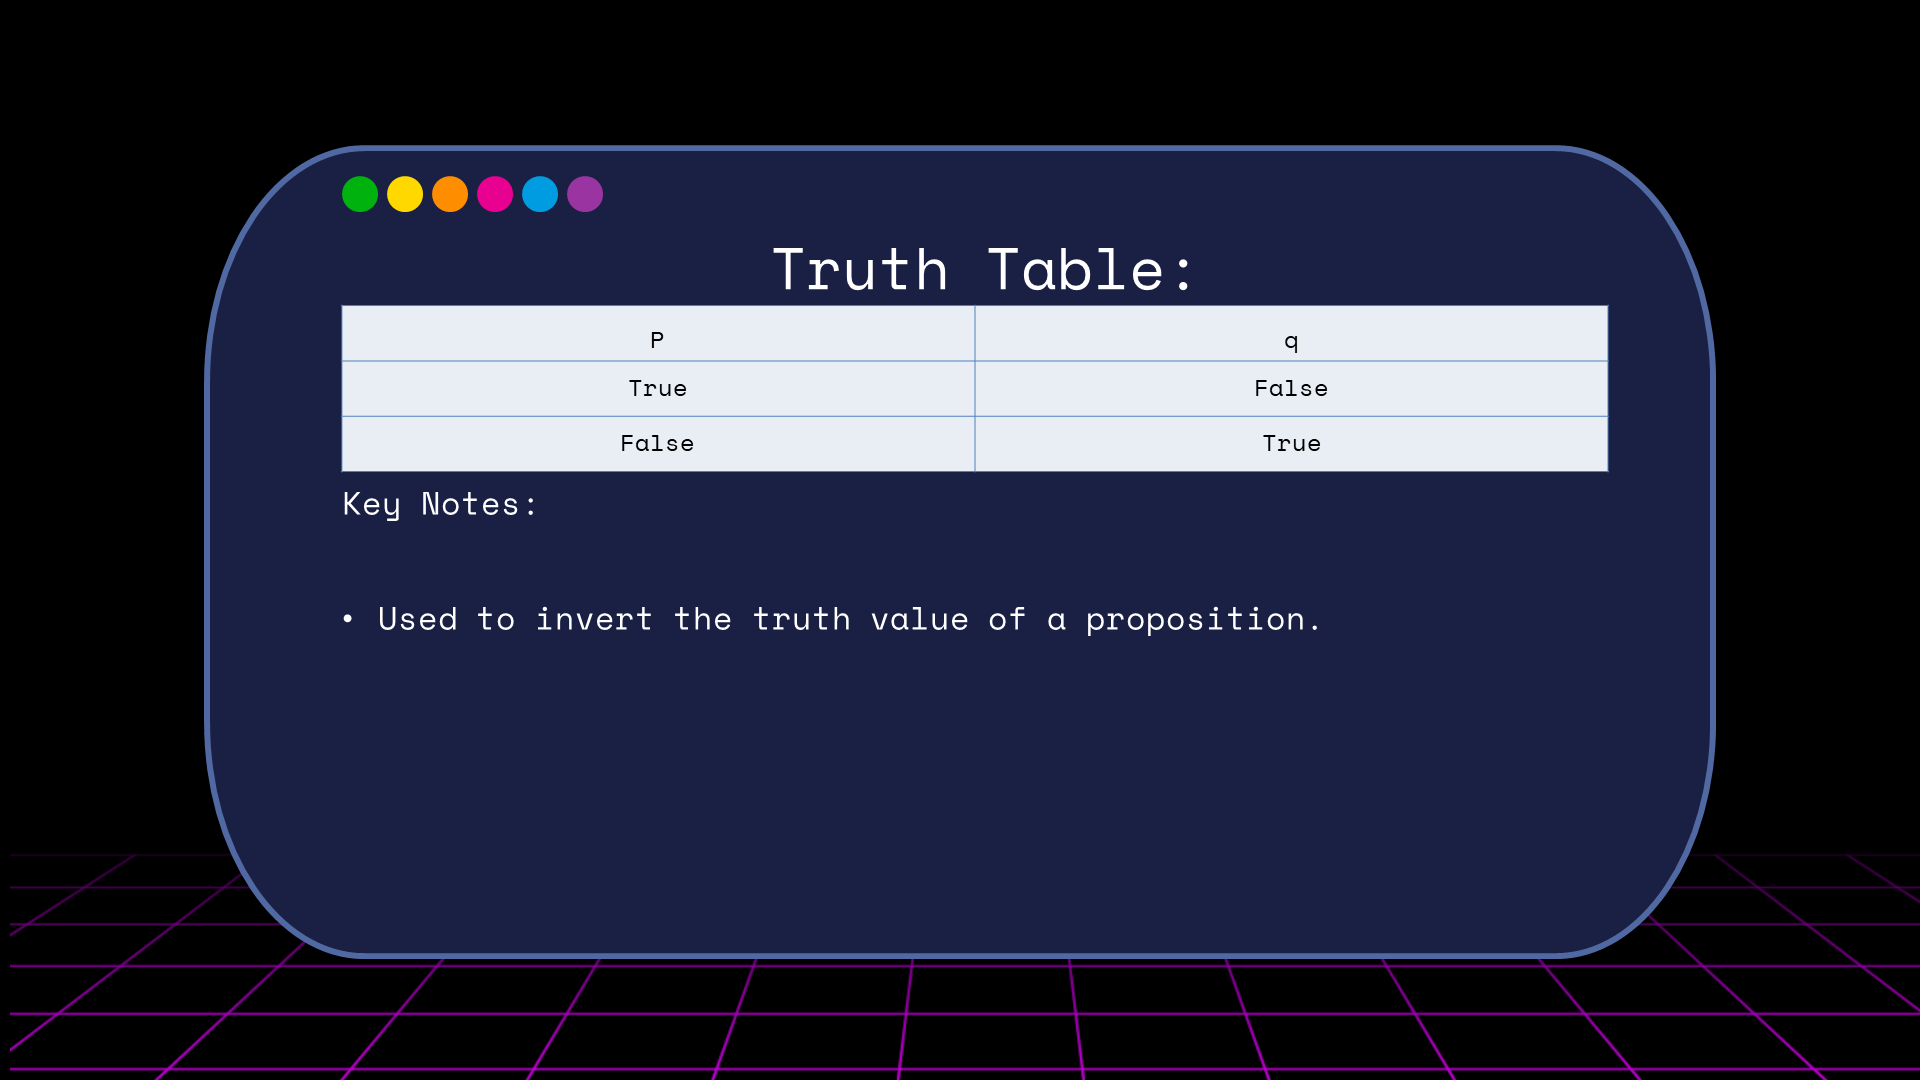 Truth Table:
P q
True False
False True
Key Notes:
• Used to invert the truth value of a proposition.